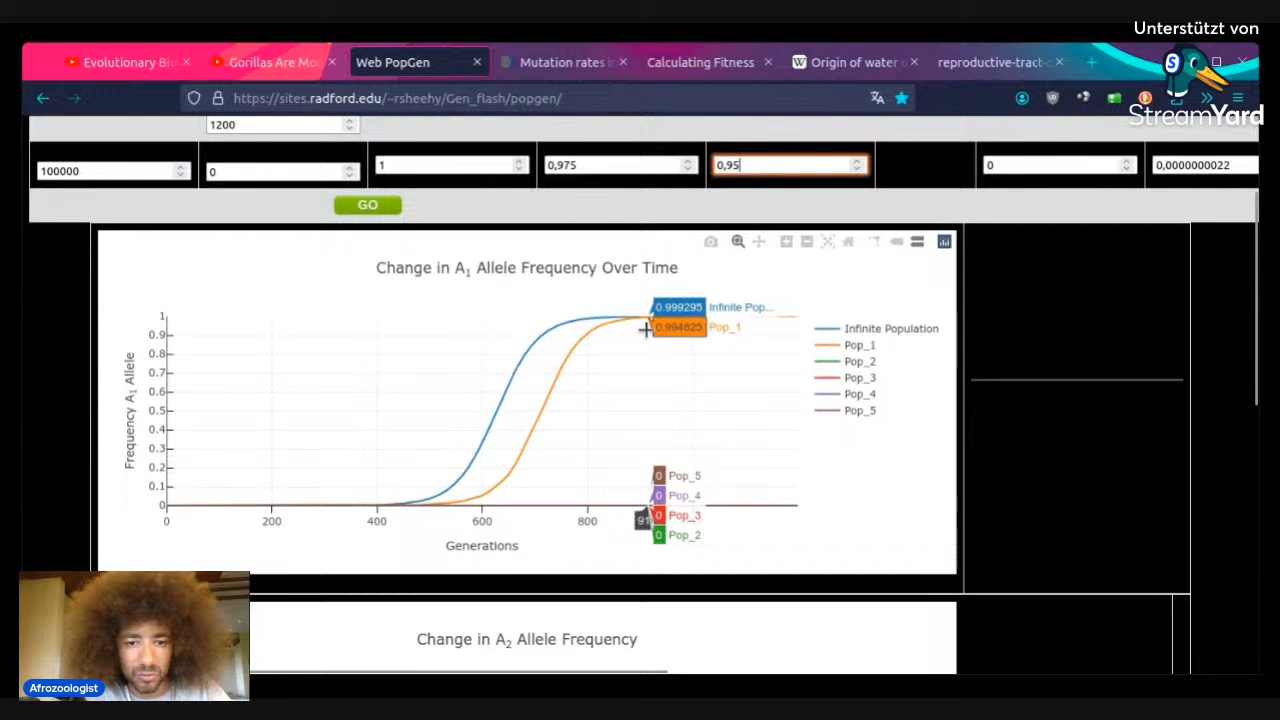 Unterstützt von
StreamYard
Evolutionary Bi
Gorillas Are Mo
Web PopGen
Mutation rates i
Calculating Fitness
Origin of water
reproductive-tract-
https://sites.radford.edu/~rsheehy/Gen_flash/popgen/
1200
100000
0
1
0,975
0,95
0
0,0000000022
GO
Change in A₁ Allele Frequency Over Time
0.999295 Infinite Pop...
0.994625 Pop_1
Frequency A₁ Allele
1
0.9
0.8
0.7
0.6
0.5
0.4
0.3
0.2
0.1
0
Infinite Population
Pop_1
Pop_2
Pop_3
Pop_4
Pop_5
0 Pop_5
0 Pop_4
0 Pop_3
0 Pop_2
0
200
400
600
800
91
Generations
Change in A₂ Allele Frequency
Afrozoologist